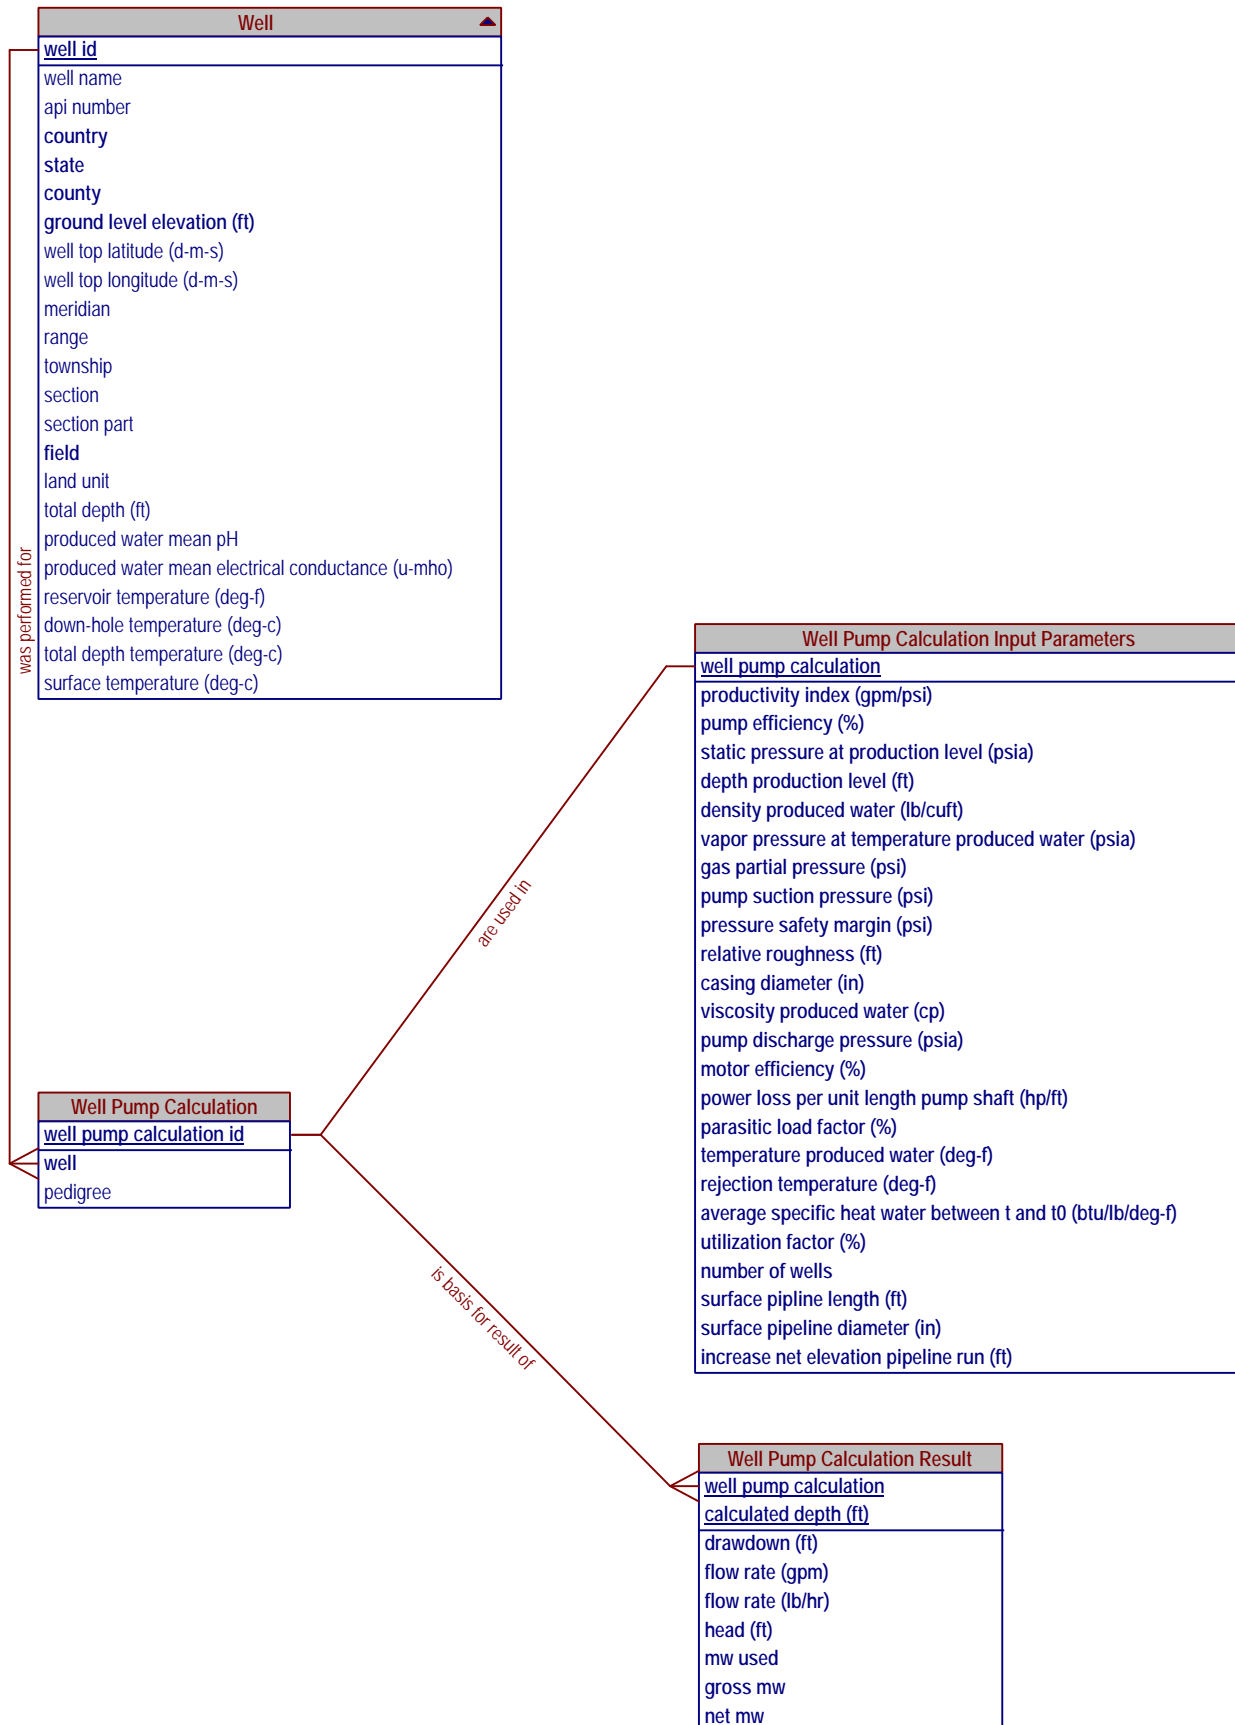 Well
well id
well name
api number
country
state
county
ground level elevation (ft)
well top latitude (d-m-s)
well top longitude (d-m-s)
meridian
range
township
section
section part
field
land unit
total depth (ft)
produced water mean pH
produced water mean electrical conductance (u-mho)
reservoir temperature (deg-f)
down-hole temperature (deg-c)
total depth temperature (deg-c)
surface temperature (deg-c)
was performed for
Well Pump Calculation Input Parameters
well pump calculation
productivity index (gpm/psi)
pump efficiency (%)
static pressure at production level (psia)
depth production level (ft)
density produced water (lb/cuft)
vapor pressure at temperature produced water (psia)
gas partial pressure (psi)
pump suction pressure (psi)
pressure safety margin (psi)
relative roughness (ft)
casing diameter (in)
viscosity produced water (cp)
pump discharge pressure (psia)
motor efficiency (%)
power loss per unit length pump shaft (hp/ft)
parasitic load factor (%)
temperature produced water (deg-f)
rejection temperature (deg-f)
average specific heat water between t and t0 (btu/lb/deg-f)
utilization factor (%)
number of wells
surface pipline length (ft)
surface pipeline diameter (in)
increase net elevation pipeline run (ft)
are used in
Well Pump Calculation
well pump calculation id
well
pedigree
is basis for result of
Well Pump Calculation Result
well pump calculation
calculated depth (ft)
drawdown (ft)
flow rate (gpm)
flow rate (lb/hr)
head (ft)
mw used
gross mw
net mw